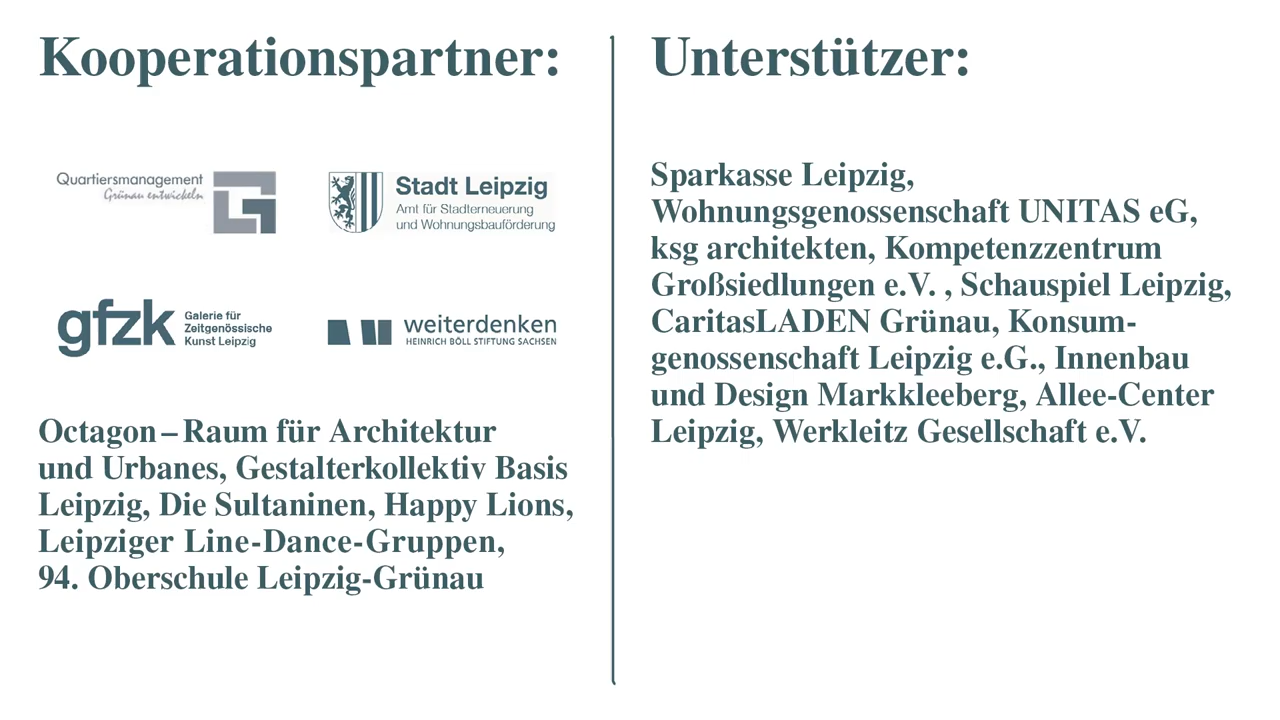 Kooperationspartner:
Quartiersmanagement
Grünau entwickeln
Stadt Leipzig
Amt für Stadterneuerung
und Wohnungsbauförderung
gfzk
Galerie für
Zeitgenössische
Kunst Leipzig
weiterdenken
HEINRICH BÖLL STIFTUNG SACHSEN
Octagon – Raum für Architektur
und Urbanes, Gestalterkollektiv Basis
Leipzig, Die Sultaninen, Happy Lions,
Leipziger Line-Dance-Gruppen,
94. Oberschule Leipzig-Grünau
Unterstützer:
Sparkasse Leipzig,
Wohnungsgenossenschaft UNITAS eG,
ksg architekten, Kompetenzzentrum
Großsiedlungen e.V. , Schauspiel Leipzig,
CaritasLADEN Grünau, Konsum-
genossenschaft Leipzig e.G., Innenbau
und Design Markkleeberg, Allee-Center
Leipzig, Werkleitz Gesellschaft e.V.